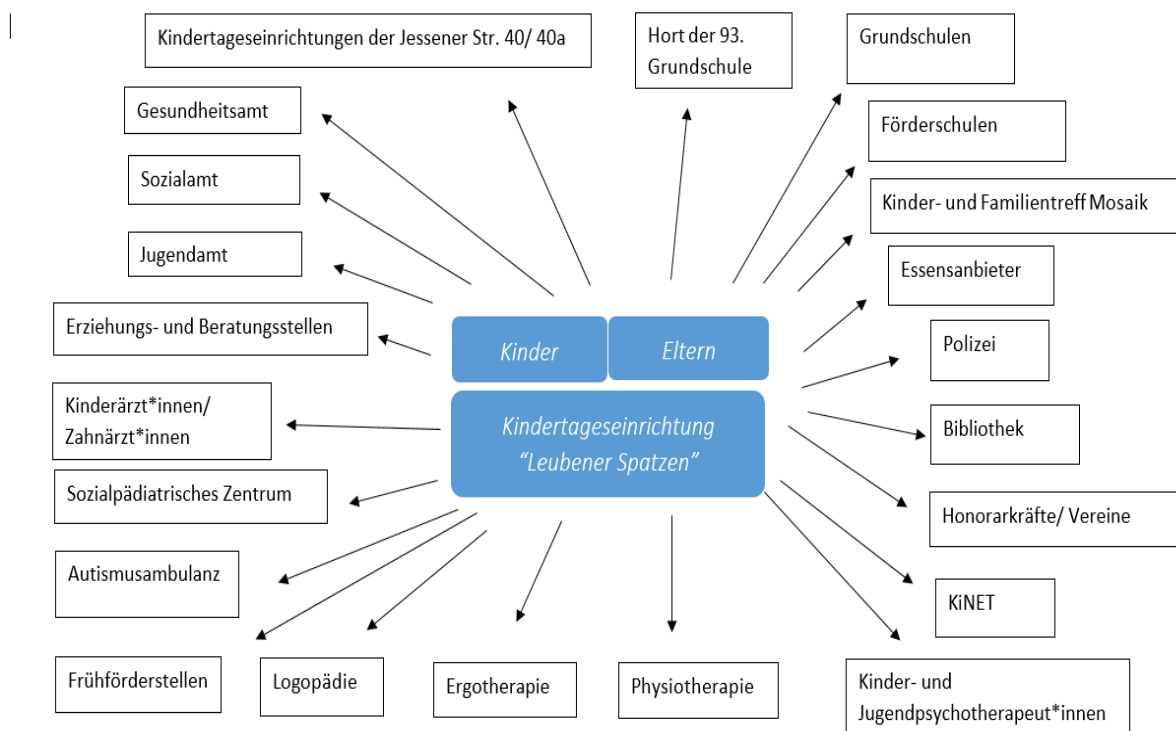 Kindertageseinrichtungen der Jessener Str. 40/ 40a
Hort der 93.
Grundschule
Grundschulen
Gesundheitsamt
Förderschulen
Sozialamt
Kinder- und Familientreff Mosaik
Jugendamt
Essensanbieter
Erziehungs- und Beratungsstellen
Polizei
Kinder
Eltern
Kinderärzt*innen/
Zahnärzt*innen
Kindertageseinrichtung
“Leubener Spatzen”
Bibliothek
Sozialpädiatrisches Zentrum
Honorarkräfte/ Vereine
Autismusambulanz
KiNET
Frühförderstellen
Logopädie
Ergotherapie
Physiotherapie
Kinder- und
Jugendpsychotherapeut*innen